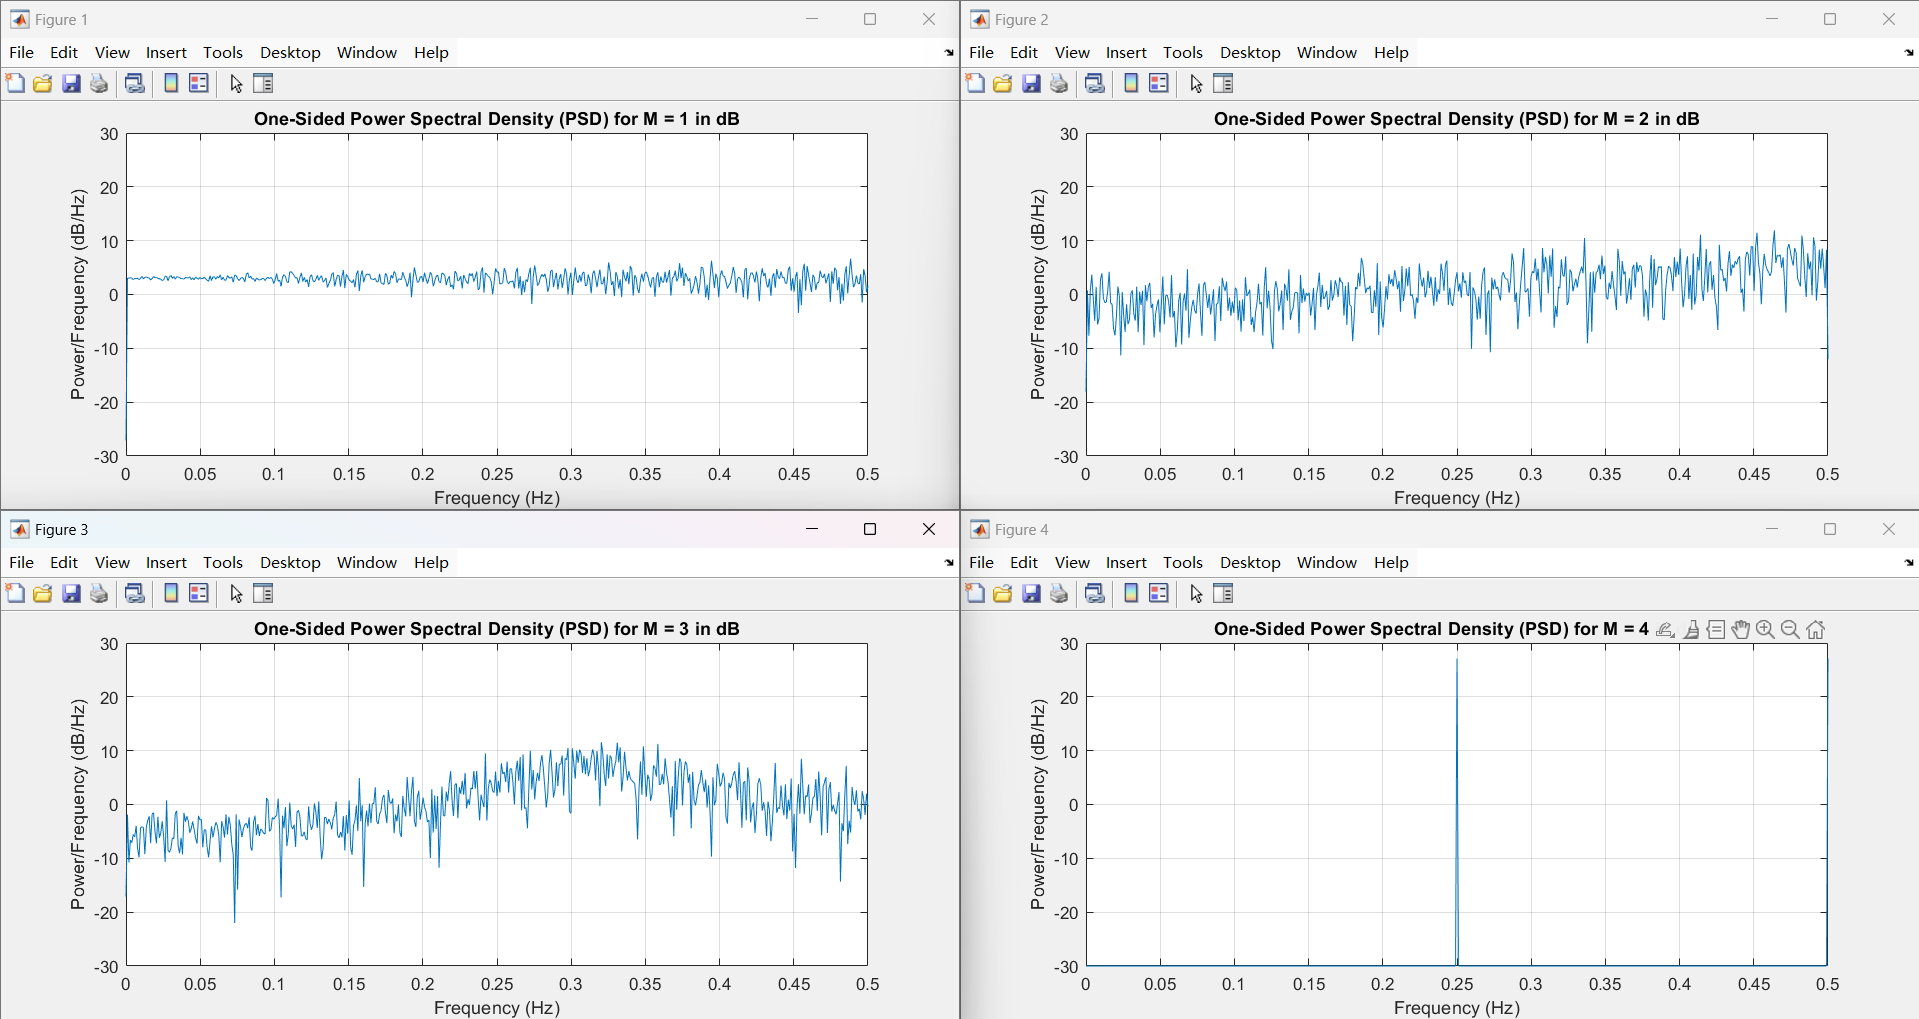 Figure 1
File Edit View Insert Tools Desktop Window Help
One-Sided Power Spectral Density (PSD) for M = 1 in dB
Power/Frequency (dB/Hz)
30
20
10
0
-10
-20
-30
0 0.05 0.1 0.15 0.2 0.25 0.3 0.35 0.4 0.45 0.5
Frequency (Hz)
Figure 2
File Edit View Insert Tools Desktop Window Help
One-Sided Power Spectral Density (PSD) for M = 2 in dB
Power/Frequency (dB/Hz)
30
20
10
0
-10
-20
-30
0 0.05 0.1 0.15 0.2 0.25 0.3 0.35 0.4 0.45 0.5
Frequency (Hz)
Figure 3
File Edit View Insert Tools Desktop Window Help
One-Sided Power Spectral Density (PSD) for M = 3 in dB
Power/Frequency (dB/Hz)
30
20
10
0
-10
-20
-30
0 0.05 0.1 0.15 0.2 0.25 0.3 0.35 0.4 0.45 0.5
Frequency (Hz)
Figure 4
File Edit View Insert Tools Desktop Window Help
One-Sided Power Spectral Density (PSD) for M = 4
Power/Frequency (dB/Hz)
30
20
10
0
-10
-20
-30
0 0.05 0.1 0.15 0.2 0.25 0.3 0.35 0.4 0.45 0.5
Frequency (Hz)